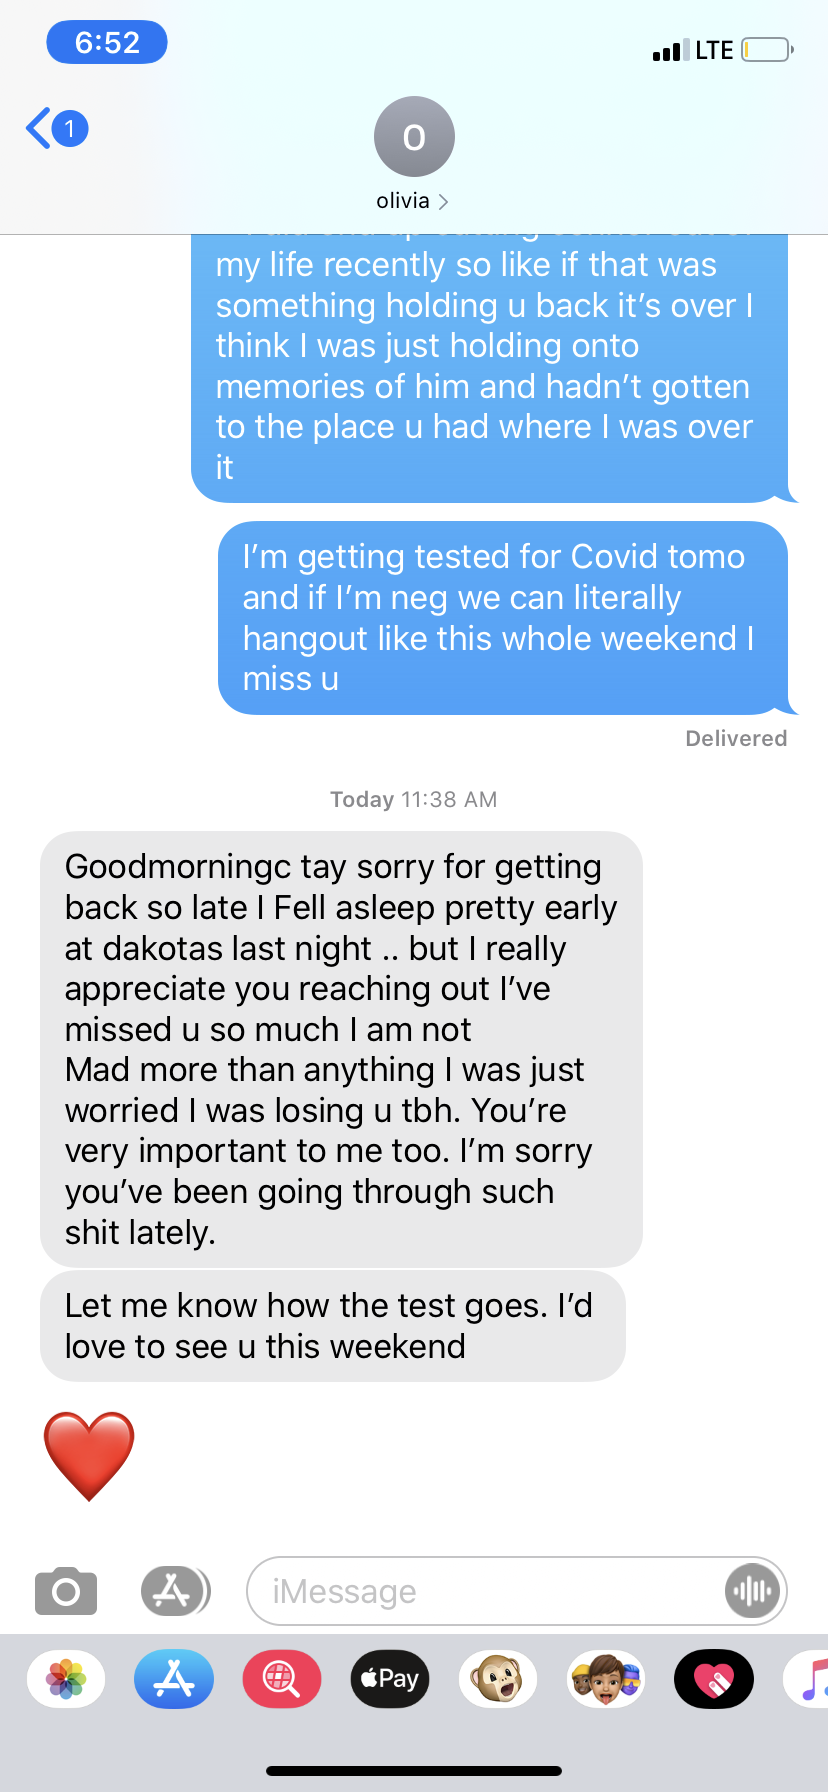 6:52
LTE
1
O
olivia
my life recently so like if that was
something holding u back it's over I
think I was just holding onto
memories of him and hadn't gotten
to the place u had where I was over
it
I'm getting tested for Covid tomo
and if I'm neg we can literally
hangout like this whole weekend I
miss u
Delivered
Today 11:38 AM
Goodmorningc tay sorry for getting
back so late I Fell asleep pretty early
at dakotas last night .. but I really
appreciate you reaching out I've
missed u so much I am not
Mad more than anything I was just
worried I was losing u tbh. You're
very important to me too. I'm sorry
you've been going through such
shit lately.
Let me know how the test goes. I'd
love to see u this weekend
iMessage
Pay